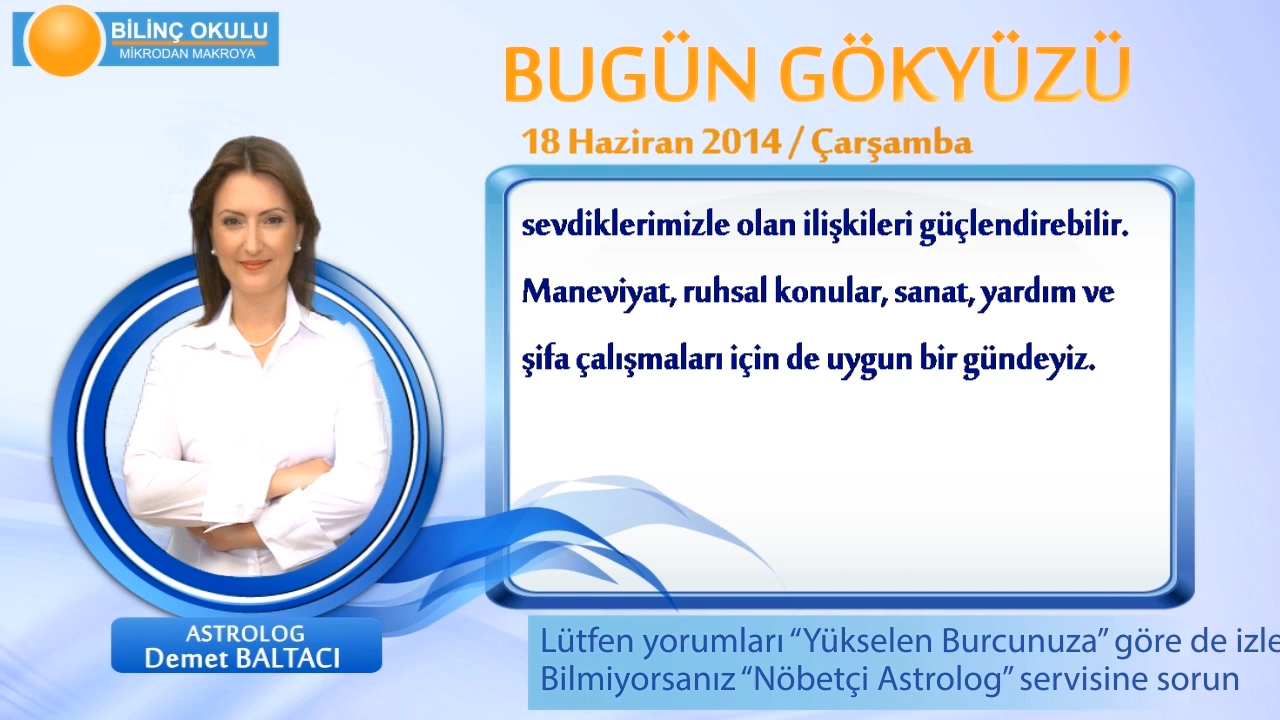 BİLİNÇ OKULU
MİKRODAN MAKROYA
BUGÜN GÖKYÜZÜ
18 Haziran 2014 / Çarşamba
sevdiklerimizle olan ilişkileri güçlendirebilir.
Maneviyat, ruhsal konular, sanat, yardım ve
şifa çalışmaları için de uygun bir gündeyiz.
ASTROLOG
Demet BALTACI
Lütfen yorumları “Yükselen Burcunuza” göre de izle
Bilmiyorsanız “Nöbetçi Astrolog” servisine sorun